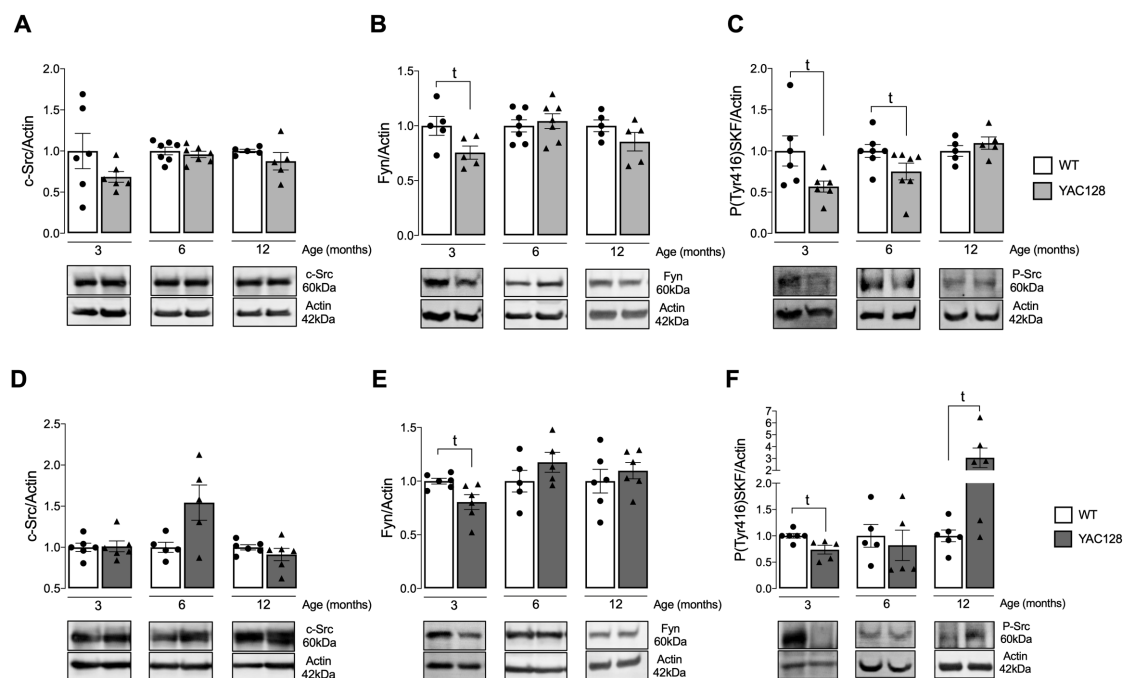 A
c-Src/Actin
2.0
1.5
1.0
0.5
0.0
3
6
12
Age (months)
c-Src
60kDa
Actin
42kDa
B
Fyn/Actin
1.5
1.0
0.5
0.0
t
3
6
12
Age (months)
Fyn
60kDa
Actin
42kDa
C
P(Tyr416)SKF/Actin
2.0
1.5
1.0
0.5
0.0
t
t
3
6
12
Age (months)
P-Src
60kDa
Actin
42kDa
WT
YAC128
D
c-Src/Actin
2.5
2.0
1.5
1.0
0.5
3
6
12
Age (months)
c-Src
60kDa
Actin
42kDa
E
Fyn/Actin
1.5
1.0
0.5
0.0
t
3
6
12
Age (months)
Fyn
60kDa
Actin
42kDa
F
P(Tyr416)SKF/Actin
7
6
5
4
3
2
2.0
1.5
1.0
0.5
0.0
t
t
3
6
12
Age (months)
P-Src
60kDa
Actin
42kDa
WT
YAC128